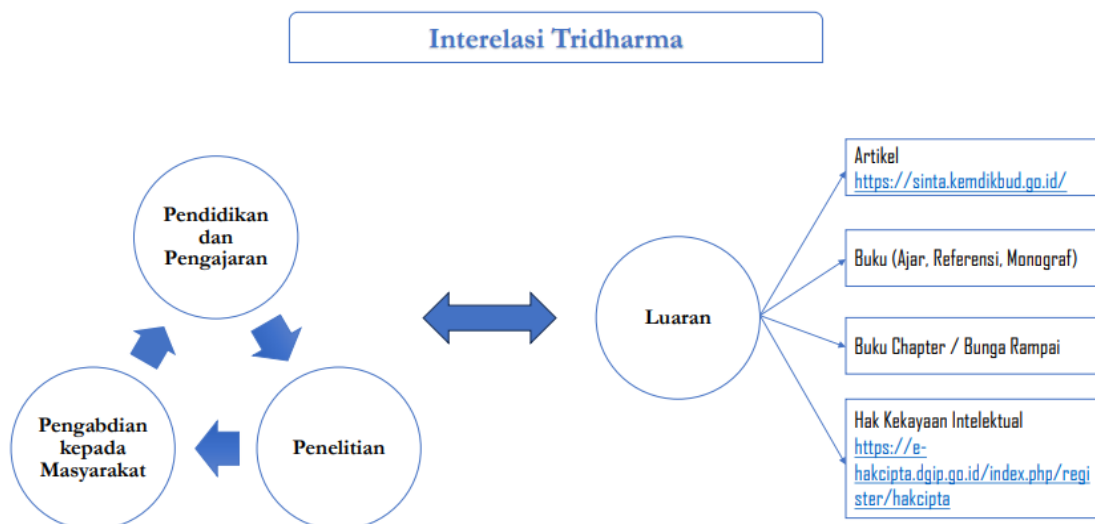 Interelasi Tridharma
Pendidikan
dan
Pengajaran
Pengabdian
kepada
Masyarakat
Penelitian
Luaran
Artikel
https://sinta.kemdikbud.go.id/
Buku (Ajar, Referensi, Monograf)
Buku Chapter / Bunga Rampai
Hak Kekayaan Intelektual
https://e-
hakcipta.dgip.go.id/index.php/regi
ster/hakcipta